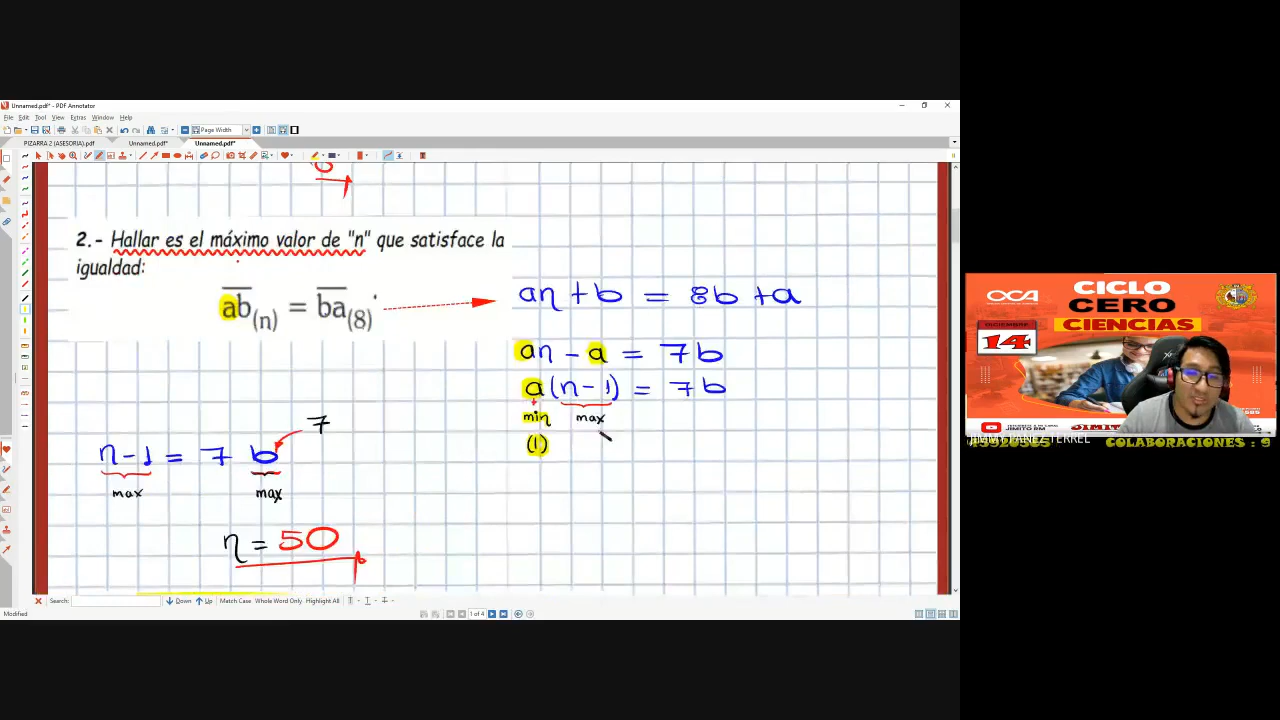 Unnamed.pdf* - PDF Annotator
File Edit Tool View Extras Window Help
Page Width
PIZARRA 2 (ASESORIA).pdf Unnamed.pdf* Unnamed.pdf*
2.- Hallar es el máximo valor de "n" que satisface la
igualdad:
ab(n) = ba(8)
an + b = 8b + a
an - a = 7b
a(n - 1) = 7b
min max
(1)
7
n - 1 = 7 b
max max
n = 50
Search: Down Up Match Case Whole Word Only Highlight All
Modified
1 of 4
OCA
CICLO
CERO
CIENCIAS
DICIEMBRE
14
COLABORACIONES : 9